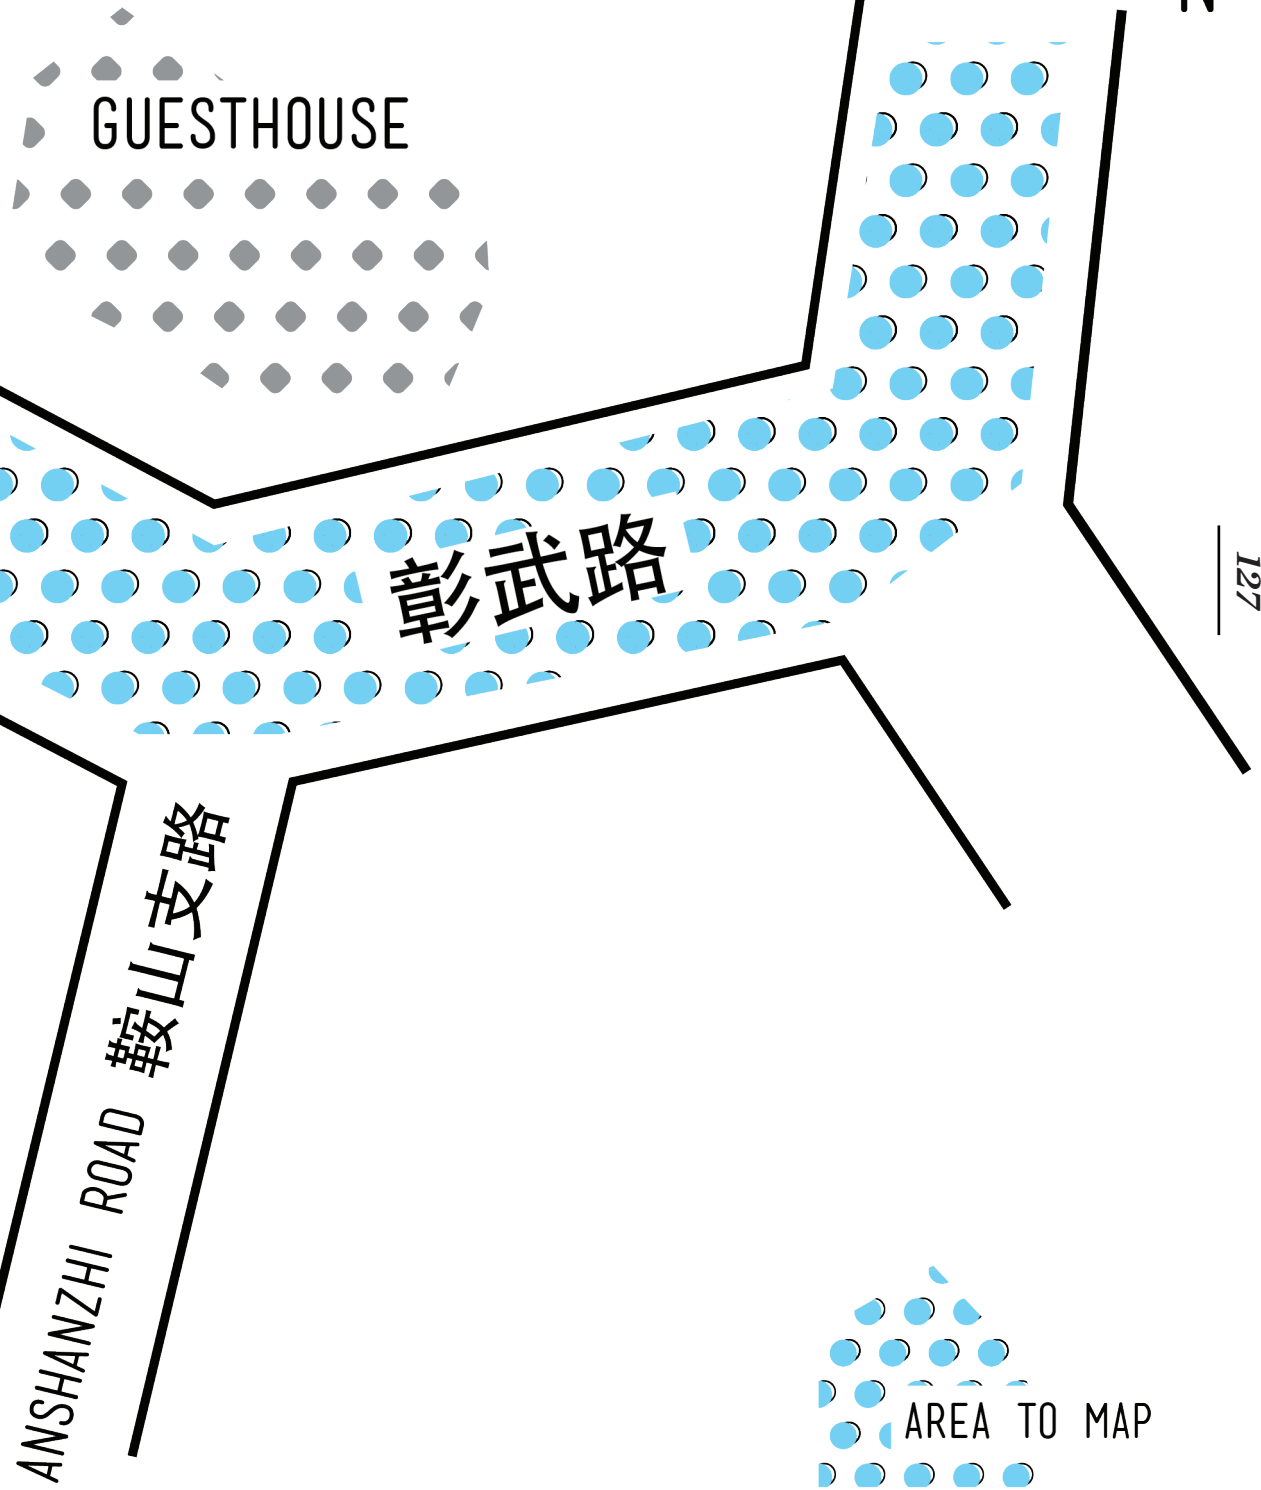 GUESTHOUSE
彰武路
127
ANSHANZHI ROAD 鞍山支路
AREA TO MAP